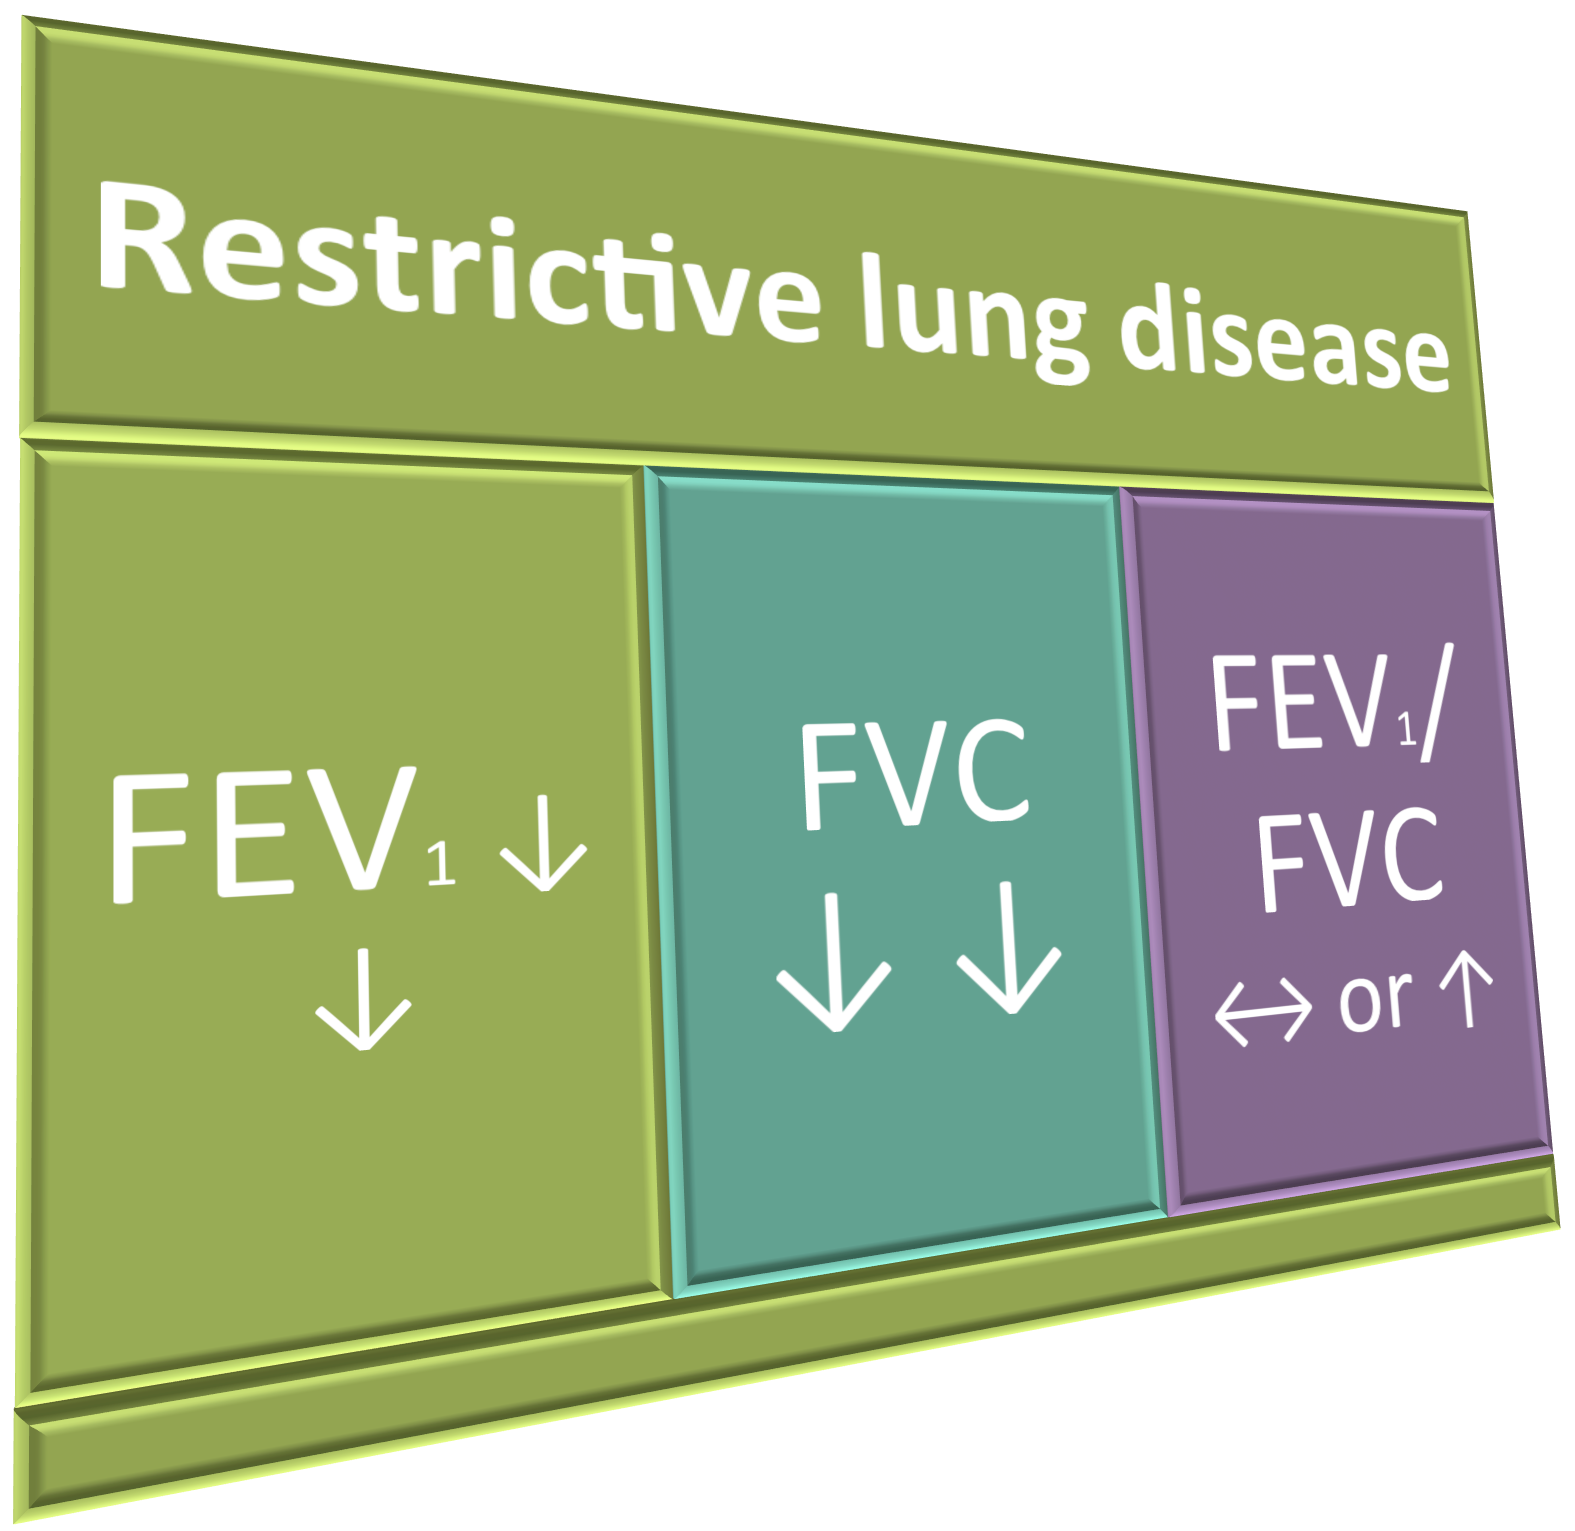 Restrictive lung disease
FEV₁ ↓
↓
FVC
↓ ↓
FEV₁/
FVC
↔ or ↑